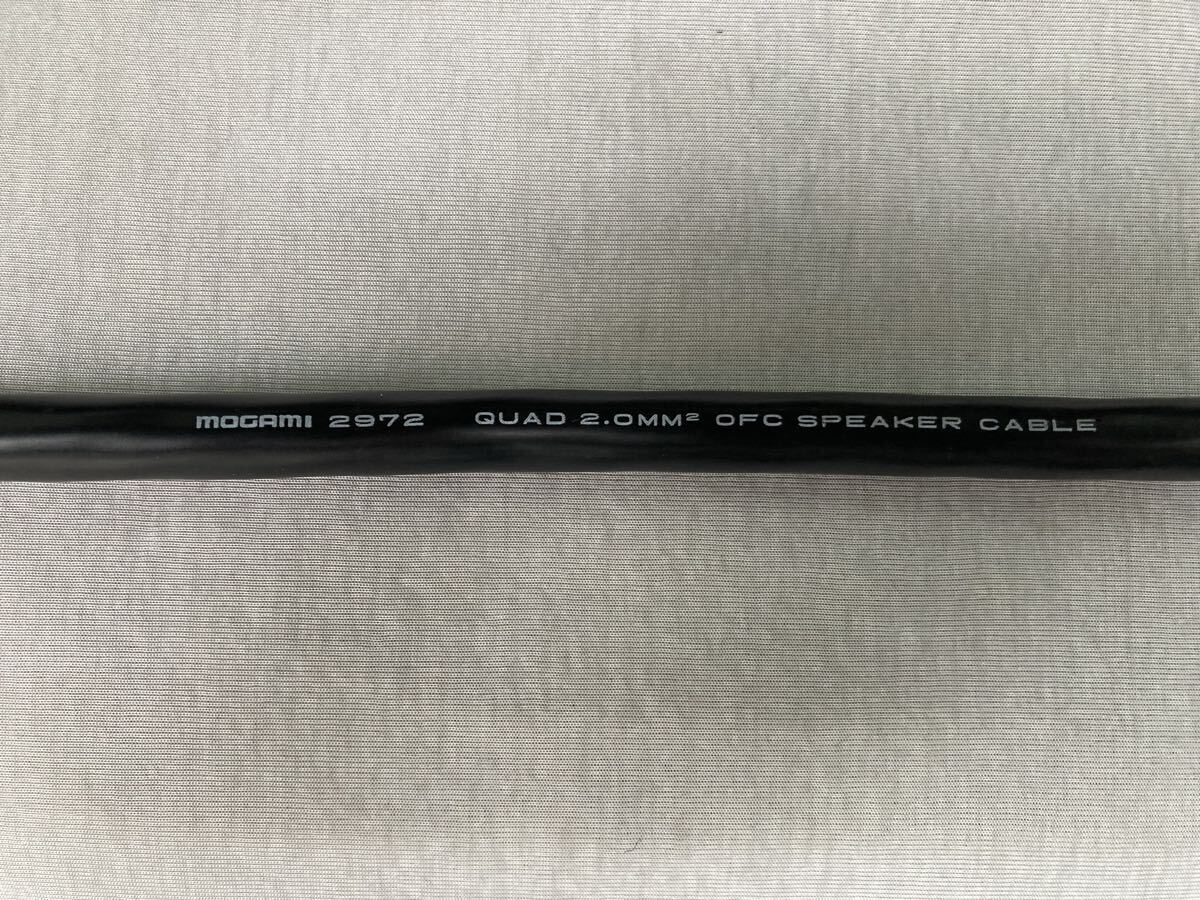 mogami 2972 QUAD 2.0MM² OFC SPEAKER CABLE